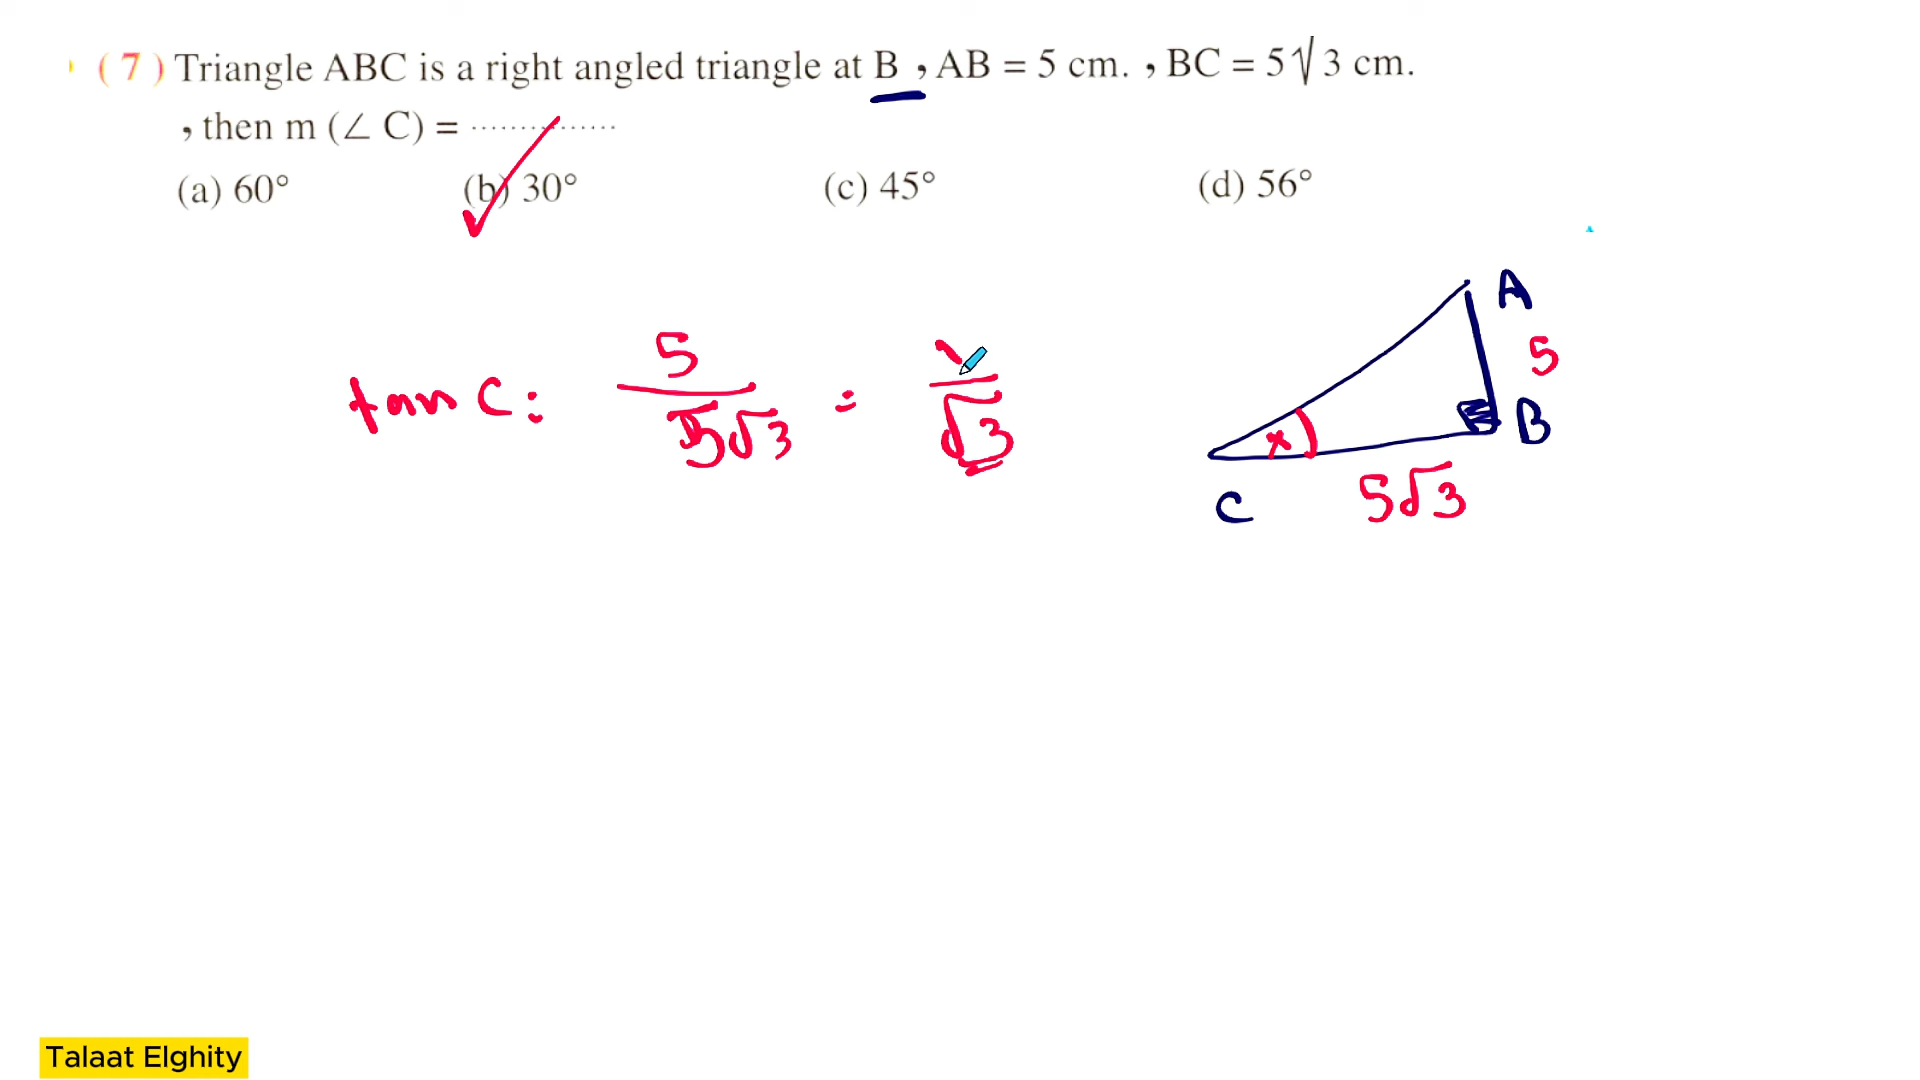 ( 7 ) Triangle ABC is a right angled triangle at B , AB = 5 cm. , BC = 5√3 cm.
, then m (∠ C) = ...............
(a) 60° (b) 30° (c) 45° (d) 56°
A
5
B
x
C
5√3
tan C: 5/5√3 = /√3
Talaat Elghity